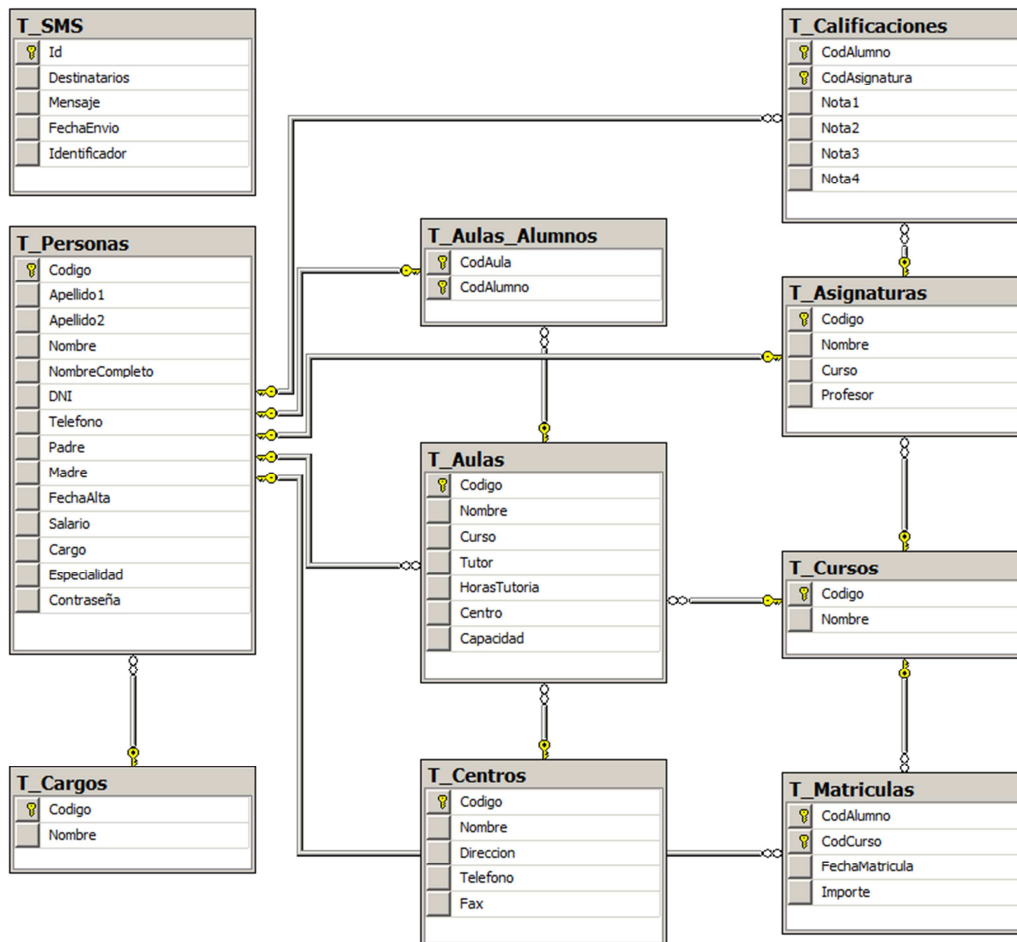 T_SMS
Id
Destinatarios
Mensaje
FechaEnvio
Identificador
T_Personas
Codigo
Apellido1
Apellido2
Nombre
NombreCompleto
DNI
Telefono
Padre
Madre
FechaAlta
Salario
Cargo
Especialidad
Contraseña
T_Cargos
Codigo
Nombre
T_Aulas_Alumnos
CodAula
CodAlumno
T_Aulas
Codigo
Nombre
Curso
Tutor
HorasTutoria
Centro
Capacidad
T_Centros
Codigo
Nombre
Direccion
Telefono
Fax
T_Calificaciones
CodAlumno
CodAsignatura
Nota1
Nota2
Nota3
Nota4
T_Asignaturas
Codigo
Nombre
Curso
Profesor
T_Cursos
Codigo
Nombre
T_Matriculas
CodAlumno
CodCurso
FechaMatricula
Importe